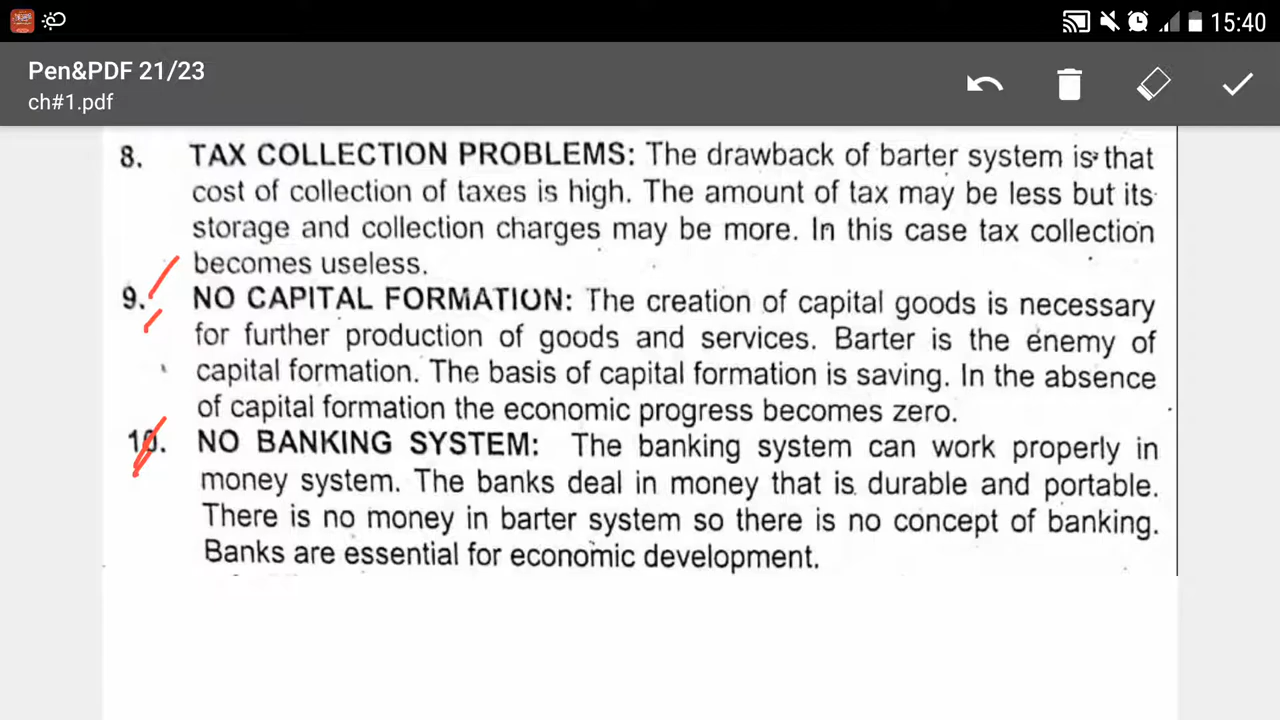 15:40
Pen&PDF 21/23
ch#1.pdf
8. TAX COLLECTION PROBLEMS: The drawback of barter system is that
cost of collection of taxes is high. The amount of tax may be less but its
storage and collection charges may be more. In this case tax collection
becomes useless.
9. NO CAPITAL FORMATION: The creation of capital goods is necessary
for further production of goods and services. Barter is the enemy of
capital formation. The basis of capital formation is saving. In the absence
of capital formation the economic progress becomes zero.
10. NO BANKING SYSTEM: The banking system can work properly in
money system. The banks deal in money that is durable and portable.
There is no money in barter system so there is no concept of banking.
Banks are essential for economic development.